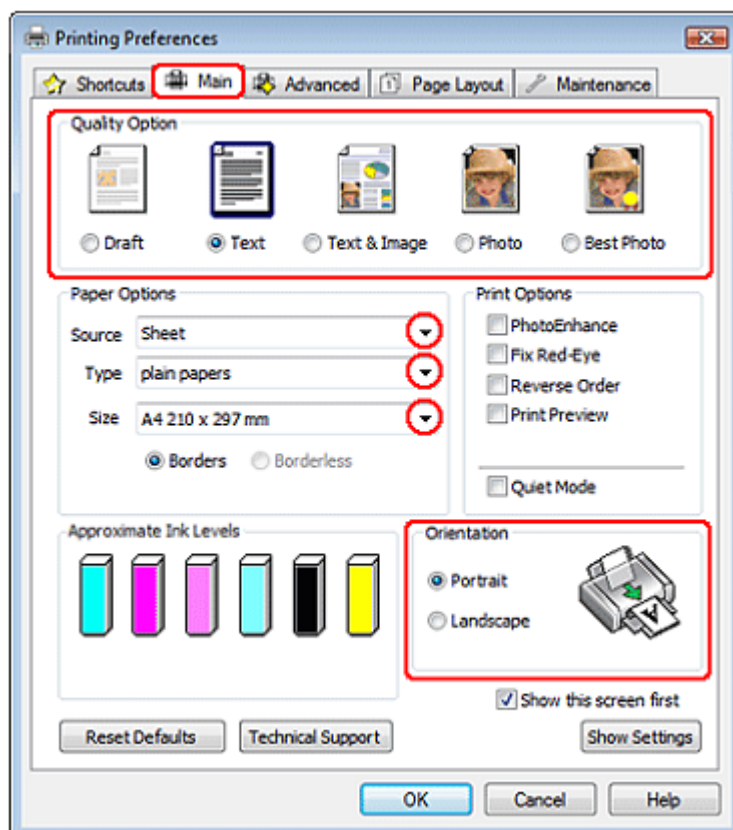 Printing Preferences
Shortcuts Main Advanced Page Layout Maintenance
Quality Option
Draft Text Text & Image Photo Best Photo
Paper Options
Source Sheet
Type plain papers
Size A4 210 x 297 mm
Borders Borderless
Print Options
PhotoEnhance
Fix Red-Eye
Reverse Order
Print Preview
Quiet Mode
Approximate Ink Levels
Orientation
Portrait
Landscape
Show this screen first
Reset Defaults Technical Support Show Settings
OK Cancel Help